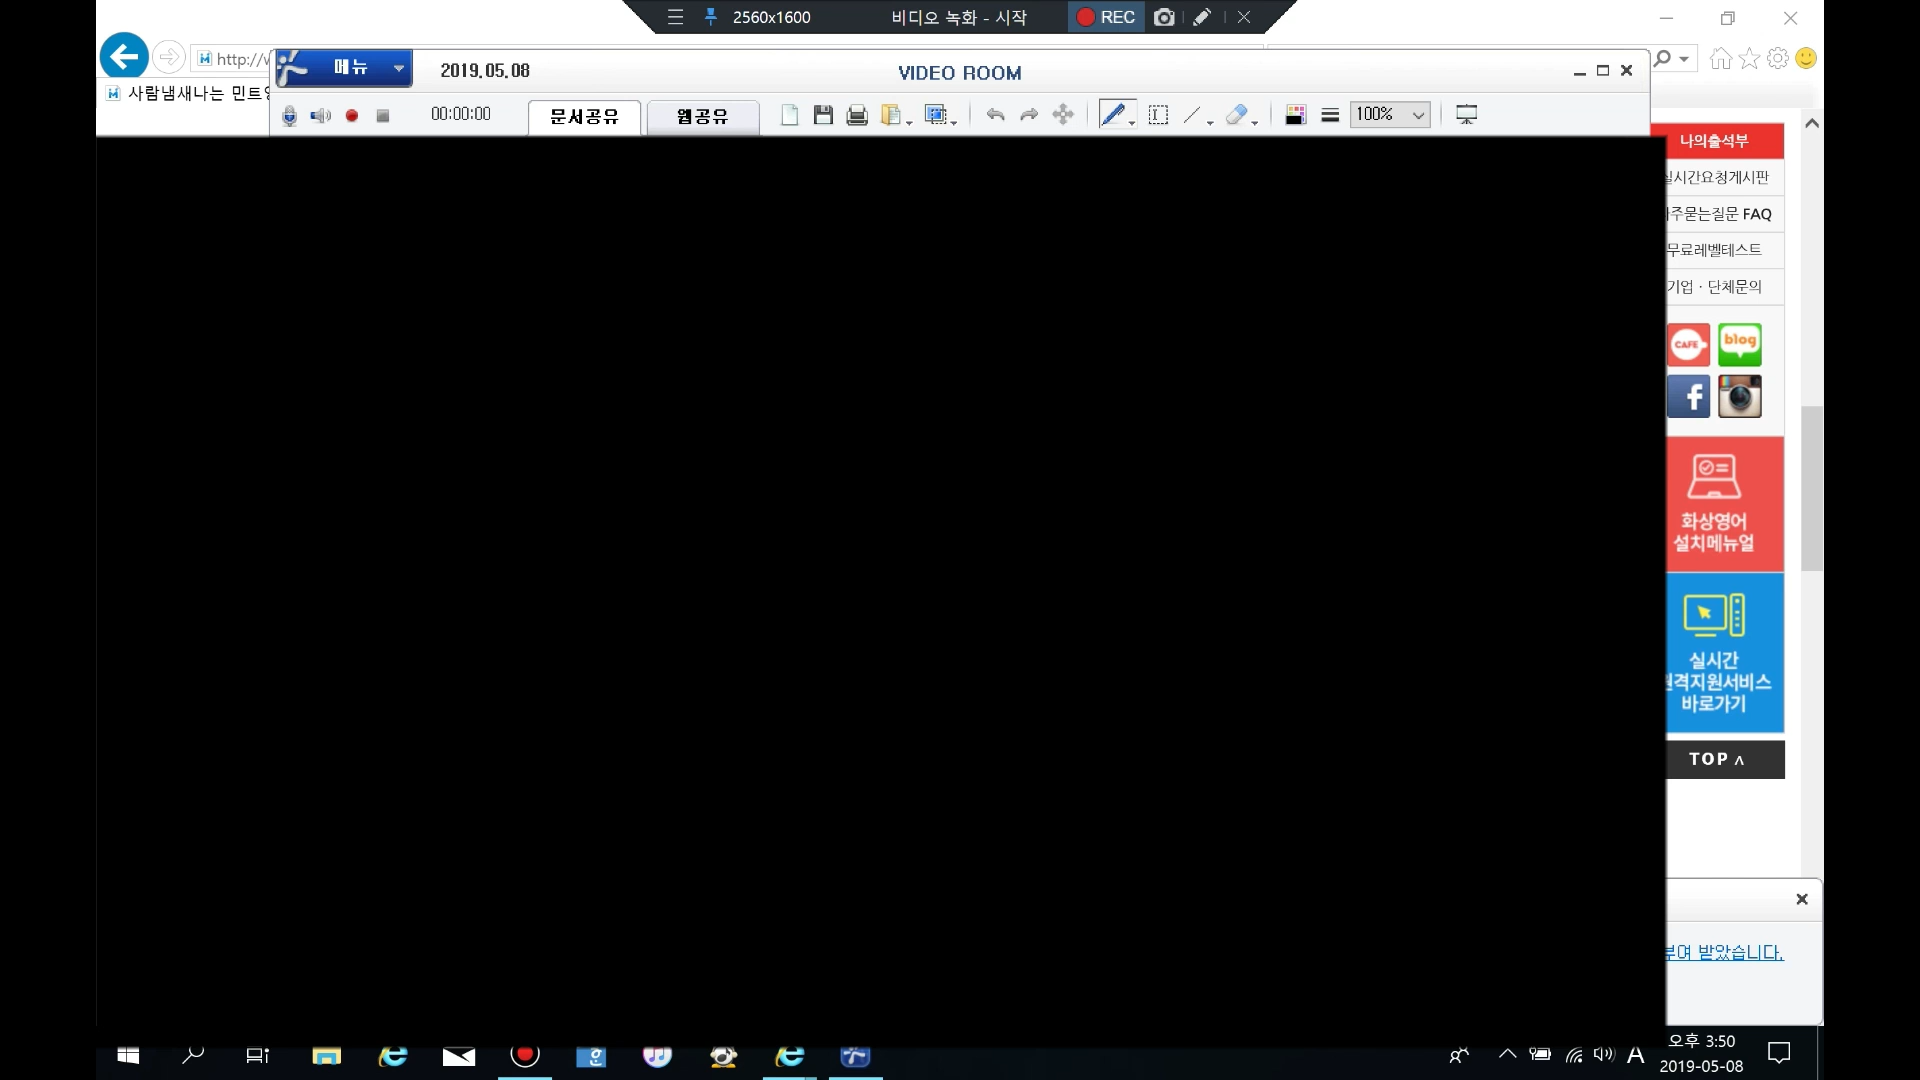 2560x1600
비디오 녹화 - 시작
REC
http://
사람냄새나는 민트
메뉴
2019.05.08
VIDEO ROOM
00:00:00
문서공유
웹공유
100%
나의출석부
실시간요청게시판
자주묻는질문 FAQ
무료레벨테스트
기업 · 단체문의
CAFE
blog
화상영어
설치메뉴얼
실시간
원격지원서비스
바로가기
TOP ʌ
부여 받았습니다.
A
오후 3:50
2019-05-08